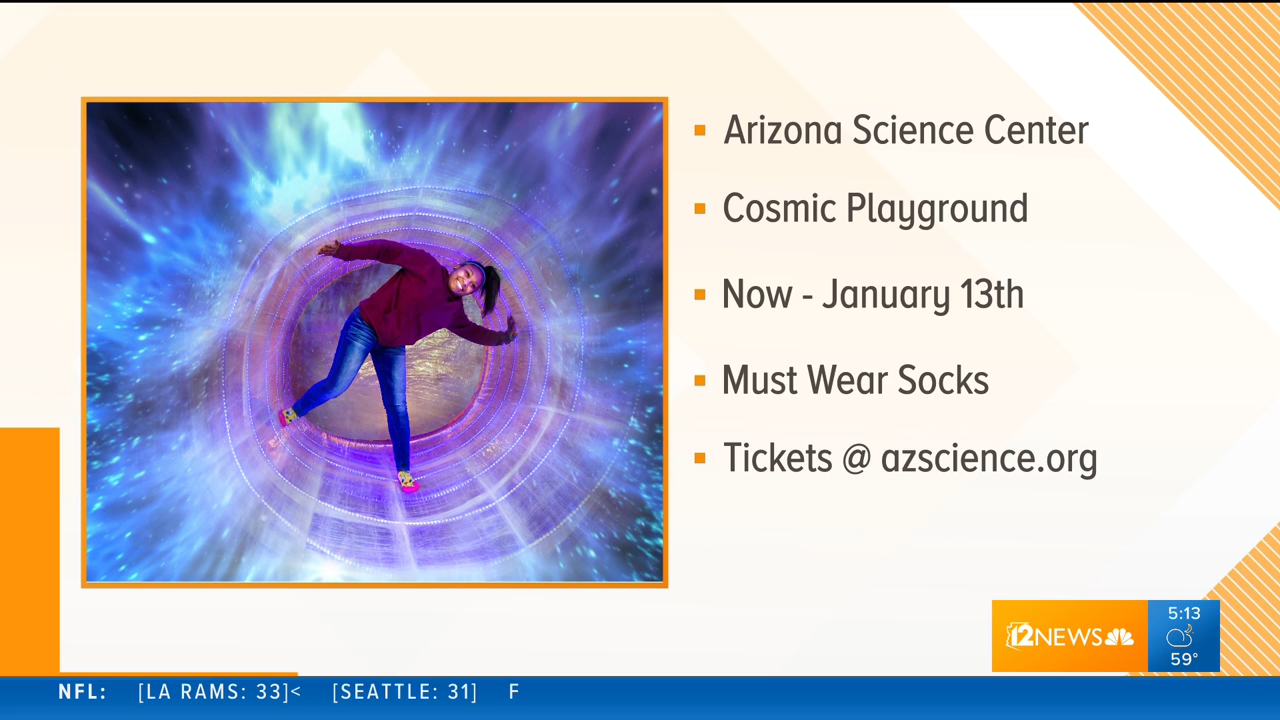 Arizona Science Center
Cosmic Playground
Now - January 13th
Must Wear Socks
Tickets @ azscience.org
12NEWS
5:13
59°
NFL: [LA RAMS: 33]< [SEATTLE: 31] F